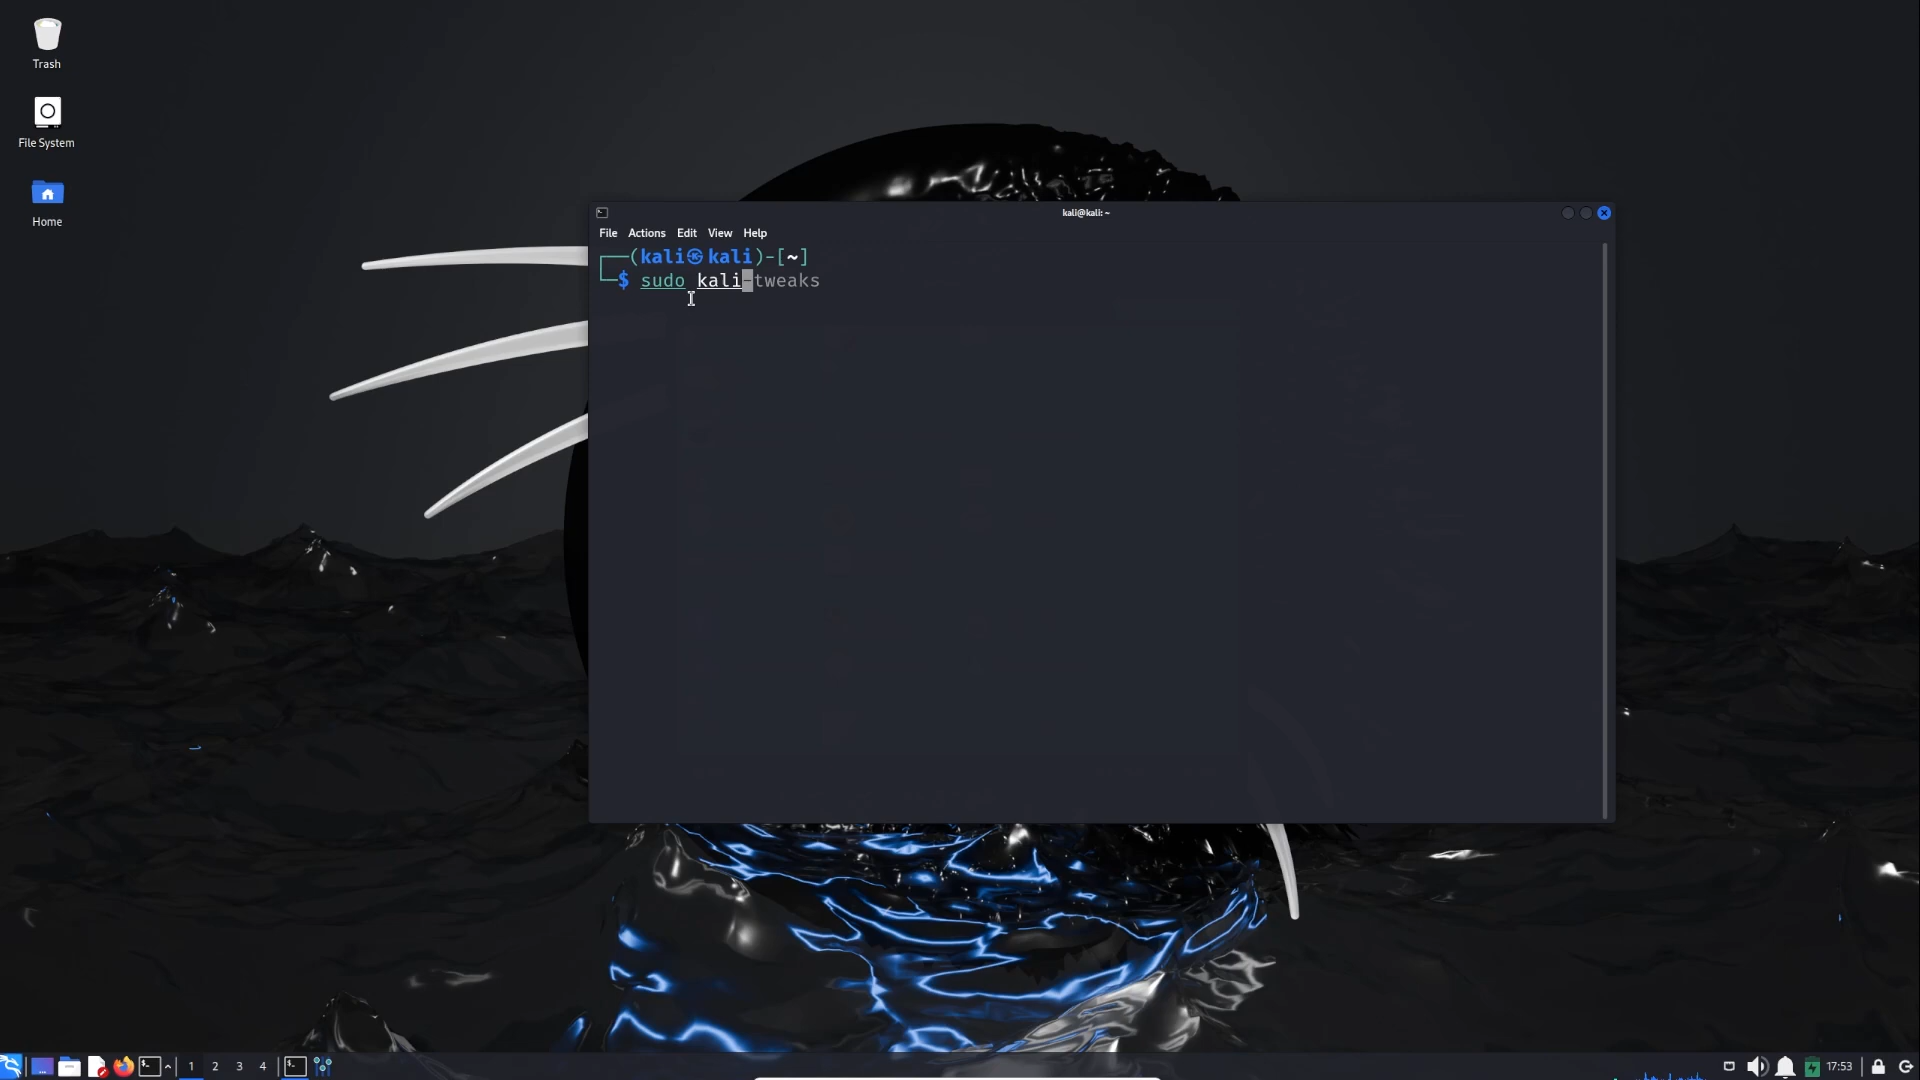 Trash
File System
Home
kali@kali: ~
File Actions Edit View Help
┌──(kali㉿kali)-[~]
└─$ sudo kali-tweaks
1 2 3 4
17:53